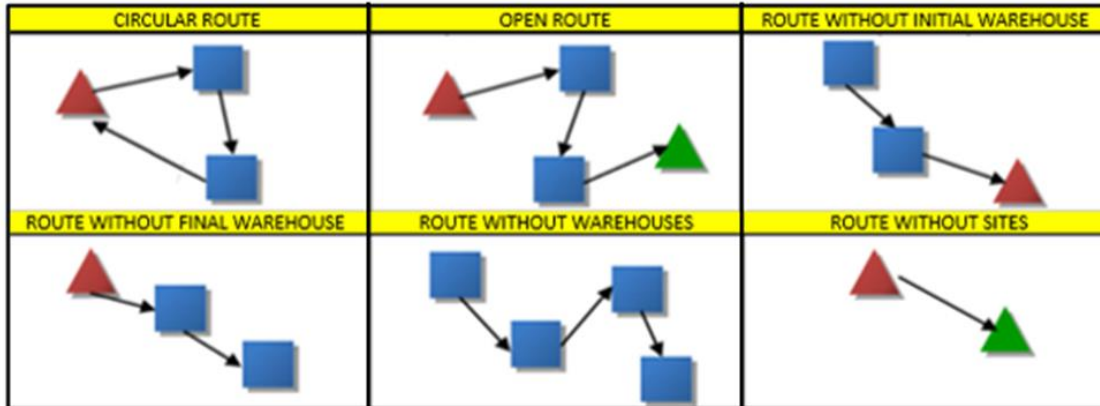 CIRCULAR ROUTE
OPEN ROUTE
ROUTE WITHOUT INITIAL WAREHOUSE
ROUTE WITHOUT FINAL WAREHOUSE
ROUTE WITHOUT WAREHOUSES
ROUTE WITHOUT SITES